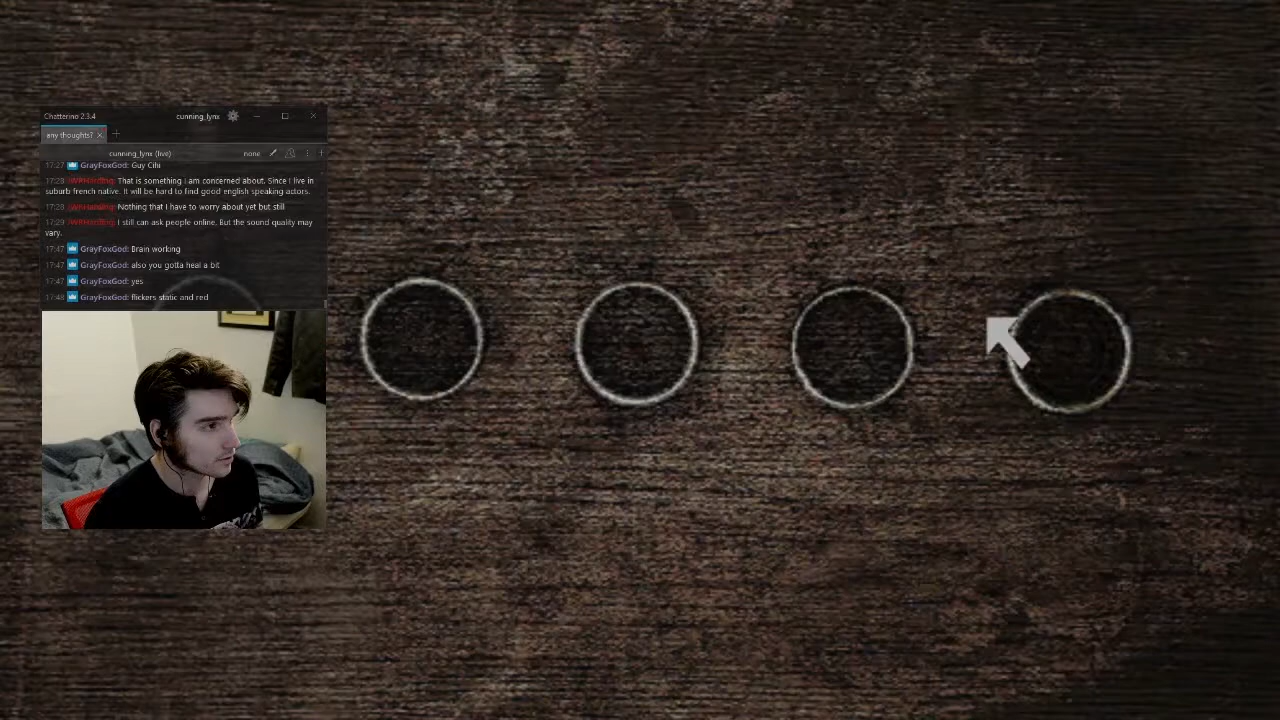 Chatterino 2.3.4
cunning_lynx
any thoughts?
cunning_lynx (live)
none
17:27 GrayFoxGod: Guy Cihi
17:28 That is something i am concerned about. Since I live in
suburb french native. It will be hard to find good english speaking actors.
17:28 Nothing that I have to worry about yet but still
17:29 I still can ask people online. But the sound quality may
vary.
17:47 GrayFoxGod: Brain working
17:47 GrayFoxGod: also you gotta heal a bit
17:47 GrayFoxGod: yes
17:48 GrayFoxGod: flickers static and red